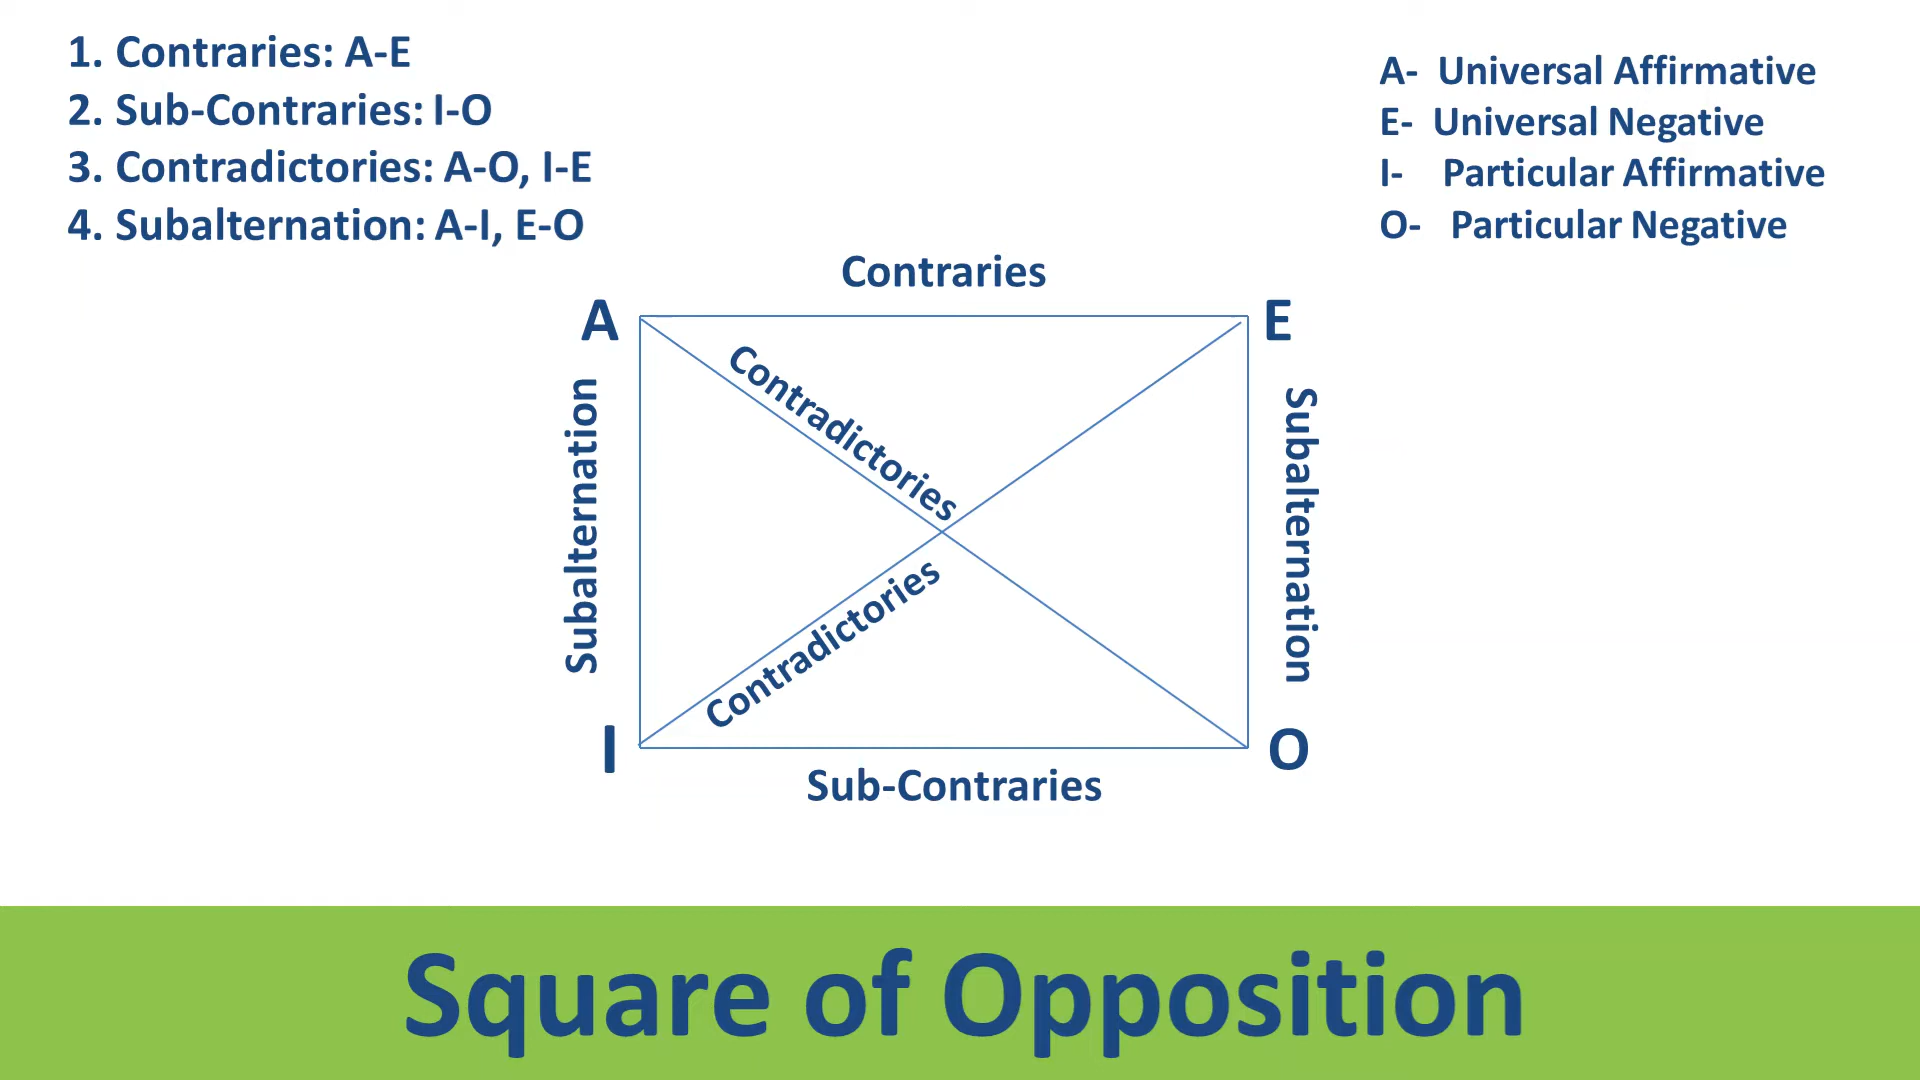 1. Contraries: A-E
2. Sub-Contraries: I-O
3. Contradictories: A-O, I-E
4. Subalternation: A-I, E-O
A- Universal Affirmative
E- Universal Negative
I- Particular Affirmative
O- Particular Negative
Contraries
A
E
Contradictories
Subalternation
Subalternation
Contradictories
I
O
Sub-Contraries
Square of Opposition